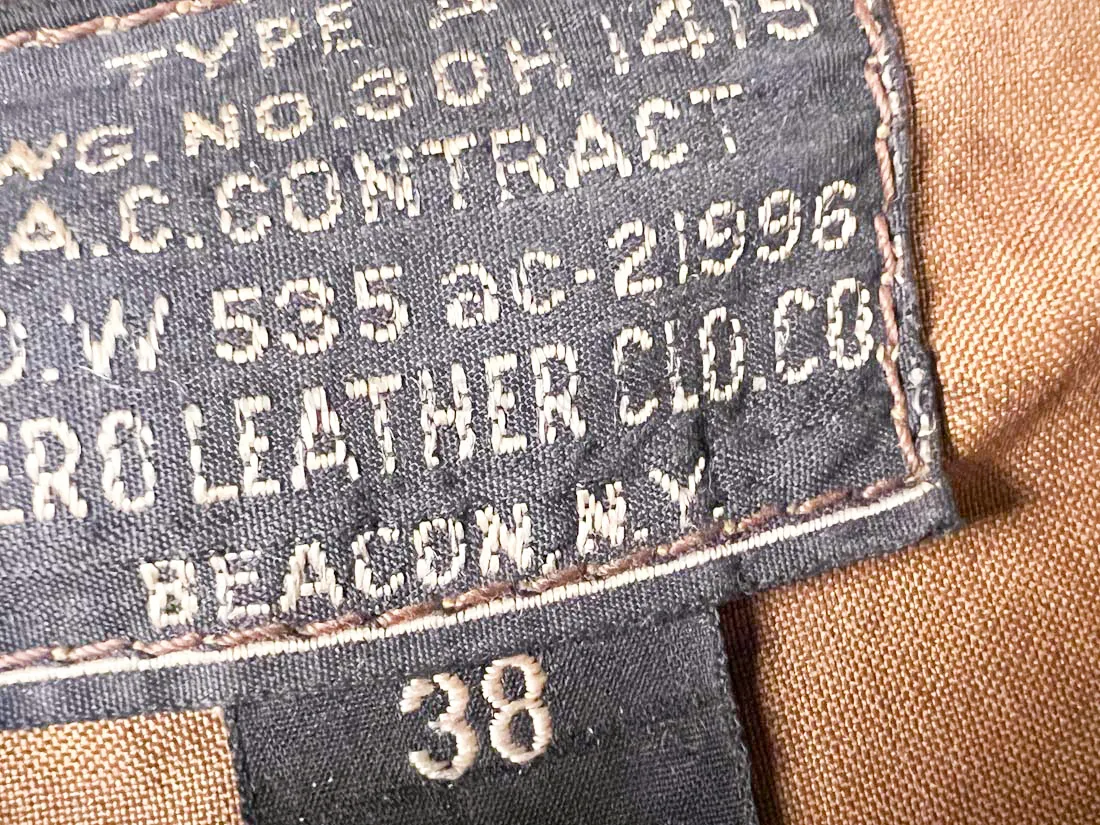 TYPE
WG. NO. 30H 1415
A.C. CONTRACT
O. W 535 ac-21996
ERO LEATHER CLO. CO
BEACON, N.Y.
38